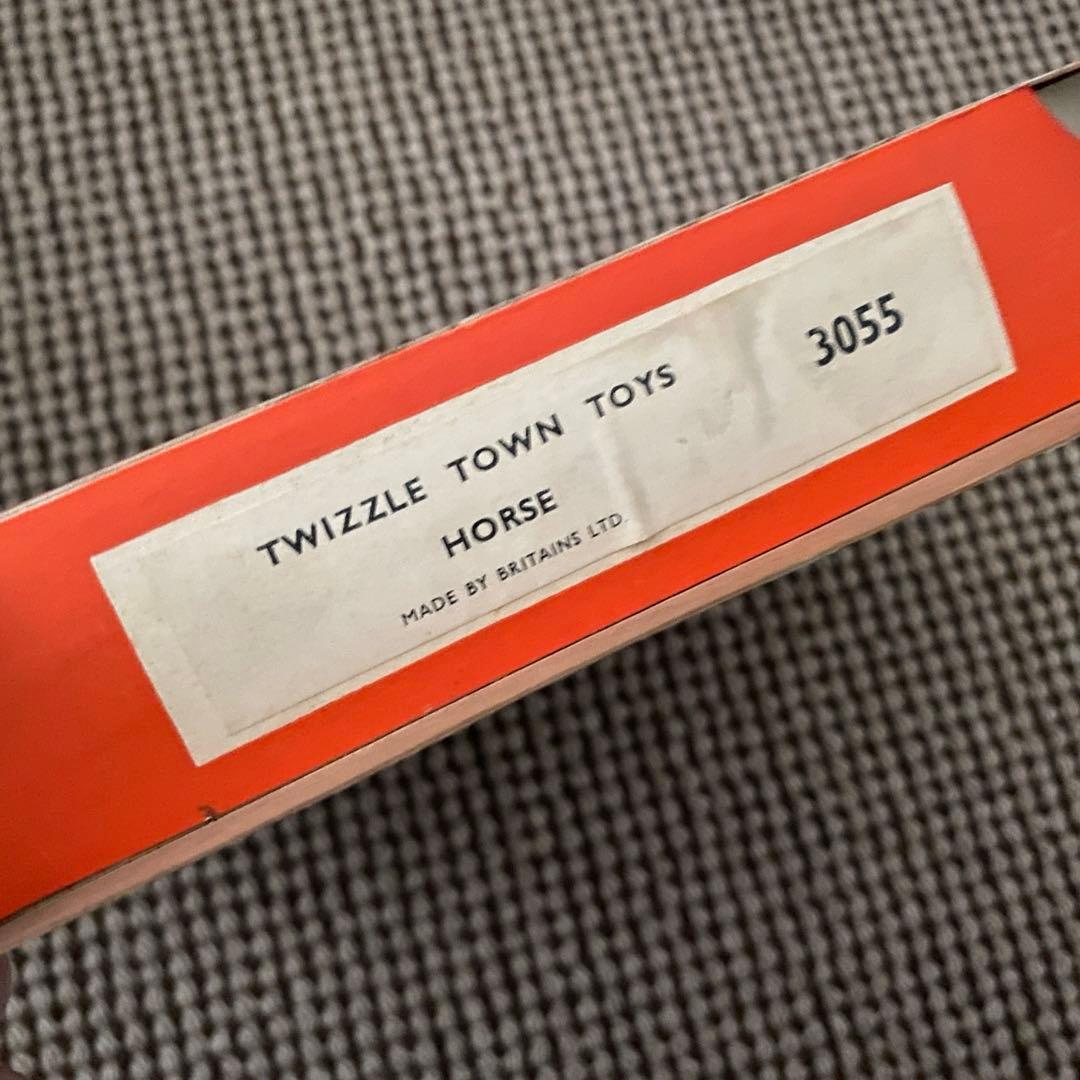 TWIZZLE TOWN TOYS 3055
HORSE
MADE BY BRITAINS LTD.